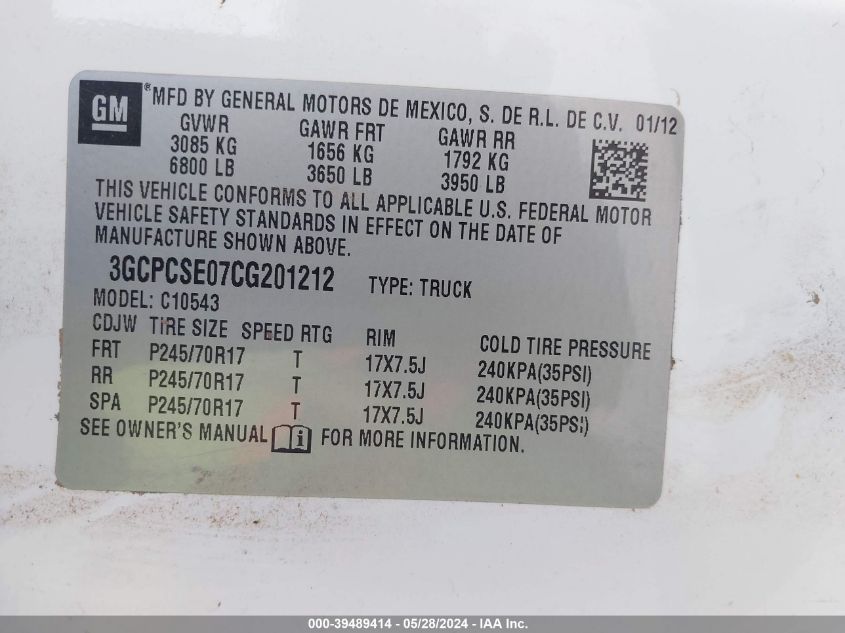 GM ® MFD BY GENERAL MOTORS DE MEXICO, S. DE R.L. DE C.V. 01/12
GVWR GAWR FRT GAWR RR
3085 KG 1656 KG 1792 KG
6800 LB 3650 LB 3950 LB
THIS VEHICLE CONFORMS TO ALL APPLICABLE U.S. FEDERAL MOTOR
VEHICLE SAFETY STANDARDS IN EFFECT ON THE DATE OF
MANUFACTURE SHOWN ABOVE.
3GCPCSE07CG201212 TYPE: TRUCK
MODEL: C10543
CDJW TIRE SIZE SPEED RTG RIM COLD TIRE PRESSURE
FRT P245/70R17 T 17X7.5J 240KPA(35PSI)
RR P245/70R17 T 17X7.5J 240KPA(35PSI)
SPA P245/70R17 T 17X7.5J 240KPA(35PSI)
SEE OWNER'S MANUAL i FOR MORE INFORMATION.
000-39489414 - 05/28/2024 - IAA Inc.